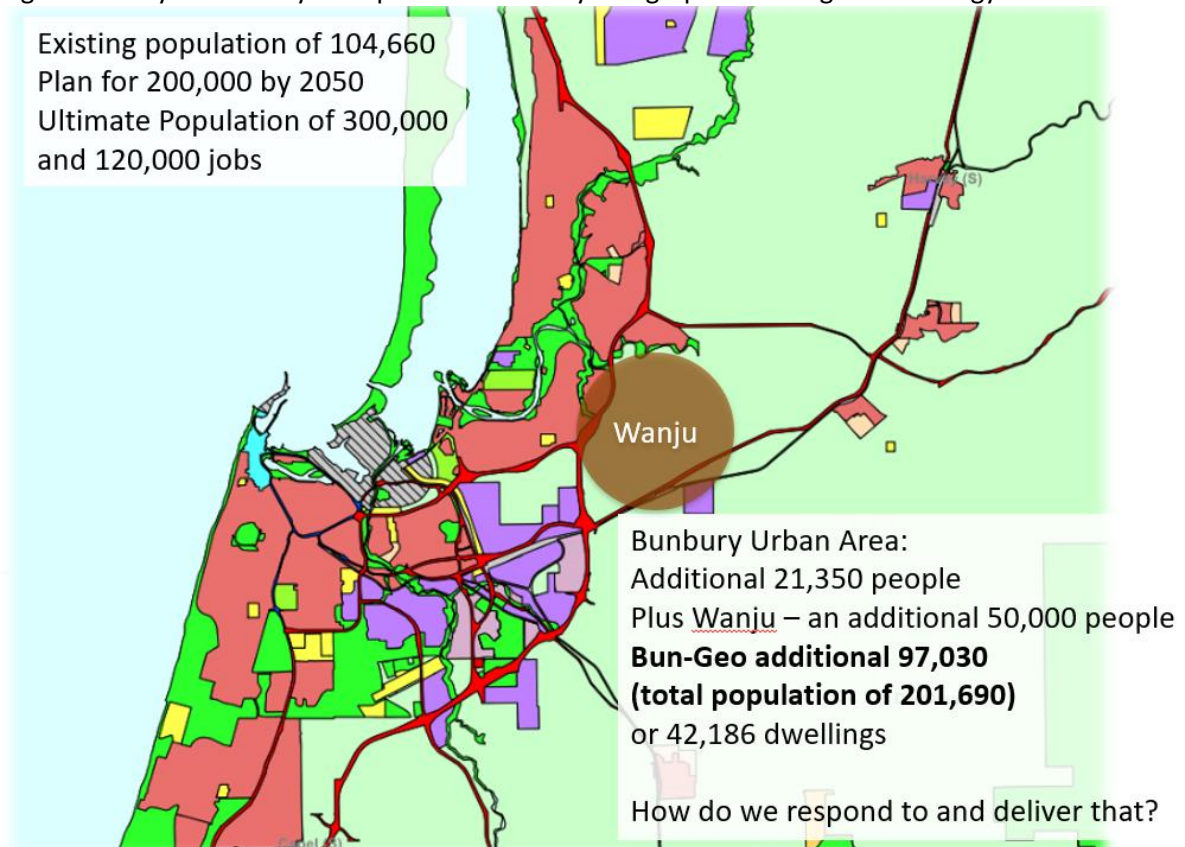 Existing population of 104,660
Plan for 200,000 by 2050
Ultimate Population of 300,000
and 120,000 jobs
(S)
Wanju
Bunbury Urban Area:
Additional 21,350 people
Plus Wanju – an additional 50,000 people
Bun-Geo additional 97,030
(total population of 201,690)
or 42,186 dwellings
How do we respond to and deliver that?